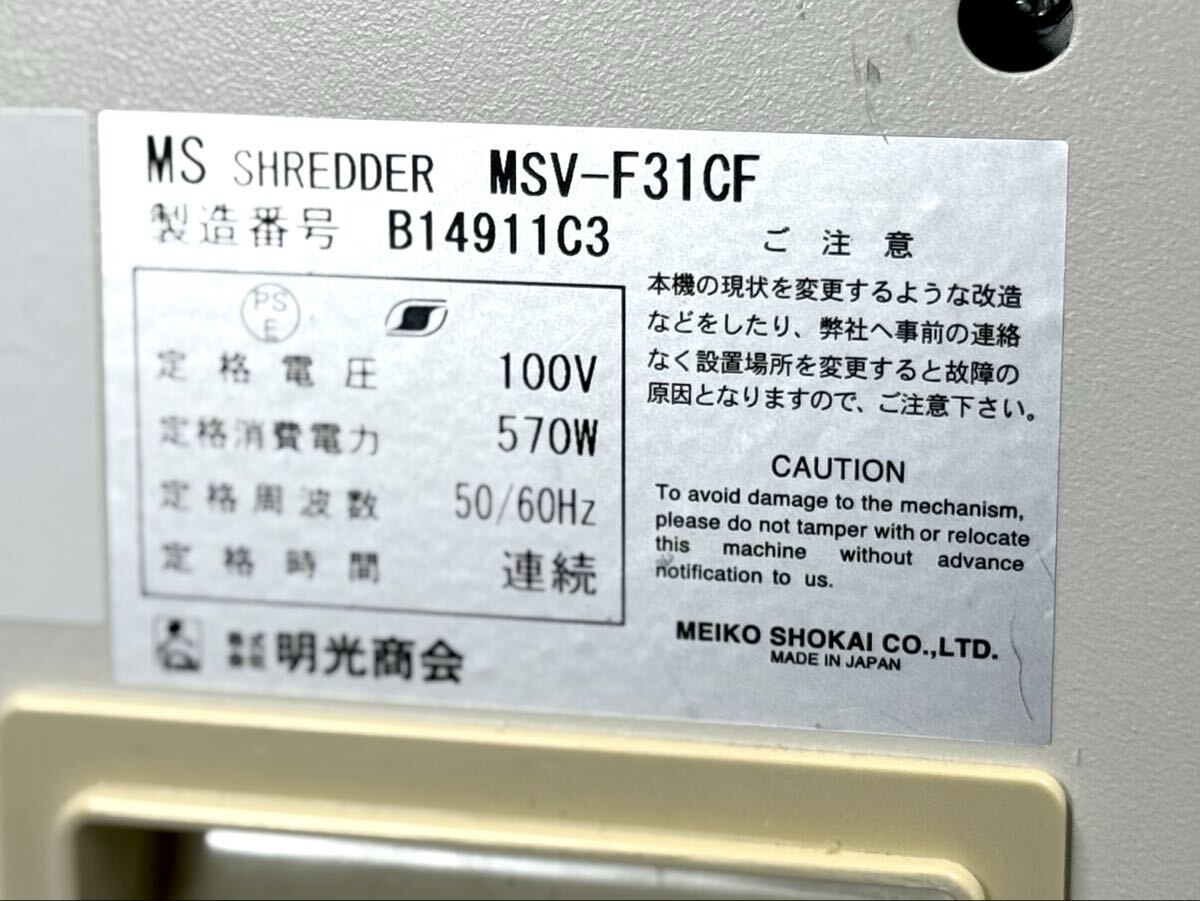 MS SHREDDER MSV-F31CF
製造番号 B14911C3
PS
E
定格電圧 100V
定格消費電力 570W
定格周波数 50/60Hz
定格時間 連続
株式会社 明光商会
ご注意
本機の現状を変更するような改造
などをしたり、弊社へ事前の連絡
なく設置場所を変更すると故障の
原因となりますので、ご注意下さい。
CAUTION
To avoid damage to the mechanism,
please do not tamper with or relocate
this machine without advance
notification to us.
MEIKO SHOKAI CO.,LTD.
MADE IN JAPAN